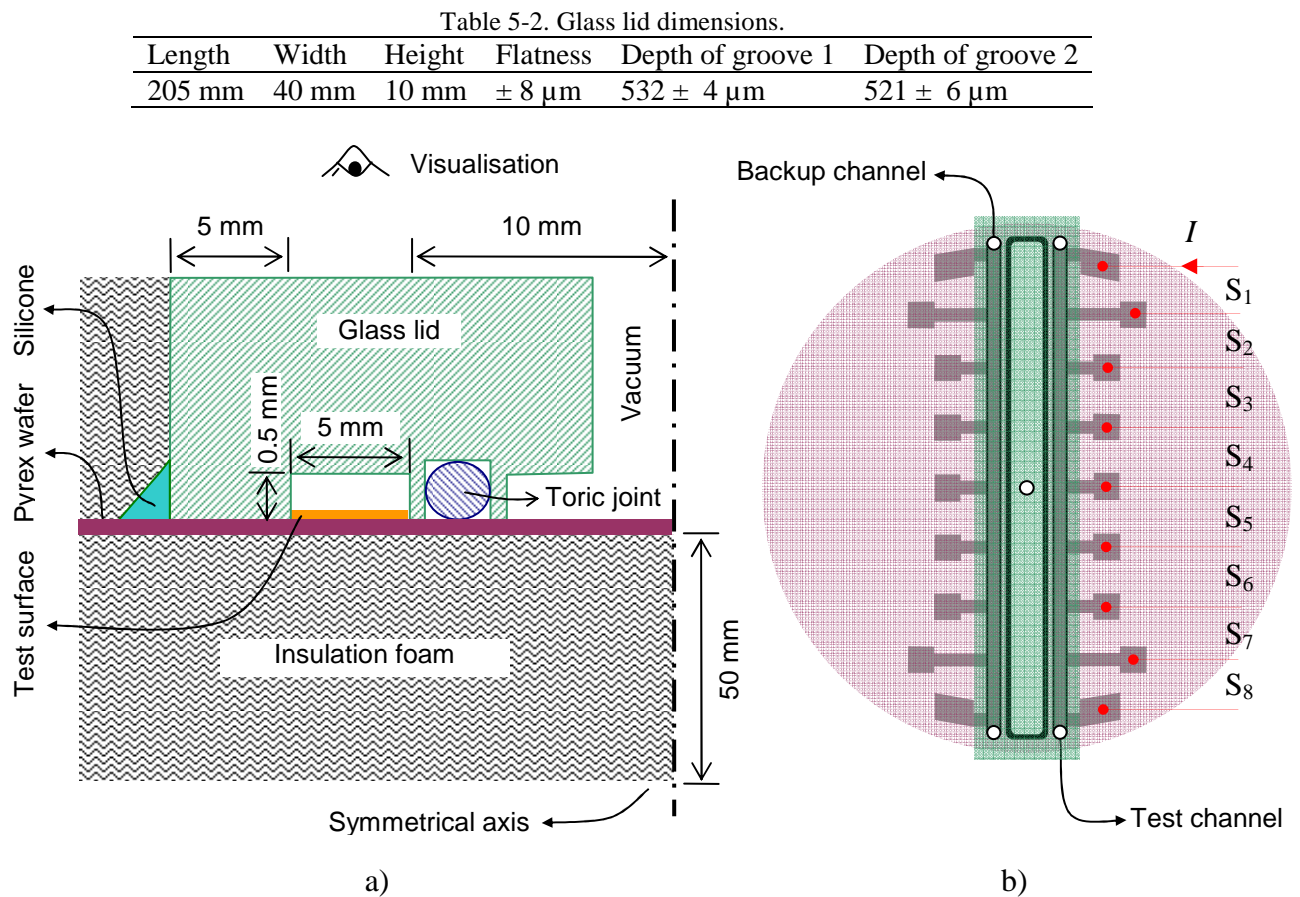 Table 5-2. Glass lid dimensions.
Length Width Height Flatness Depth of groove 1 Depth of groove 2
205 mm 40 mm 10 mm ± 8 µm 532 ± 4 µm 521 ± 6 µm
Visualisation
5 mm
10 mm
Silicone
Glass lid
Vacuum
0.5 mm
5 mm
Pyrex wafer
Toric joint
Test surface
Insulation foam
50 mm
Symmetrical axis
a)
Backup channel
I
S1
S2
S3
S4
S5
S6
S7
S8
Test channel
b)